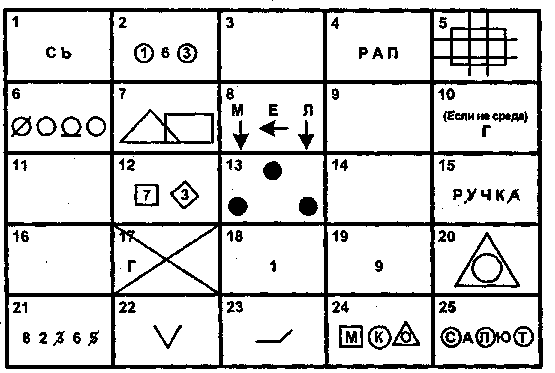 1 2 3 4 5
СЬ ① 6 ③ РАП
6 7 8 9 10
М Е Л (Если не среда)
Г
11 12 13 14 15
7 3 РУЧКА
16 17 18 19 20
Г 1 9
21 22 23 24 25
8 2 3 6 5 М К О САЛЮТ